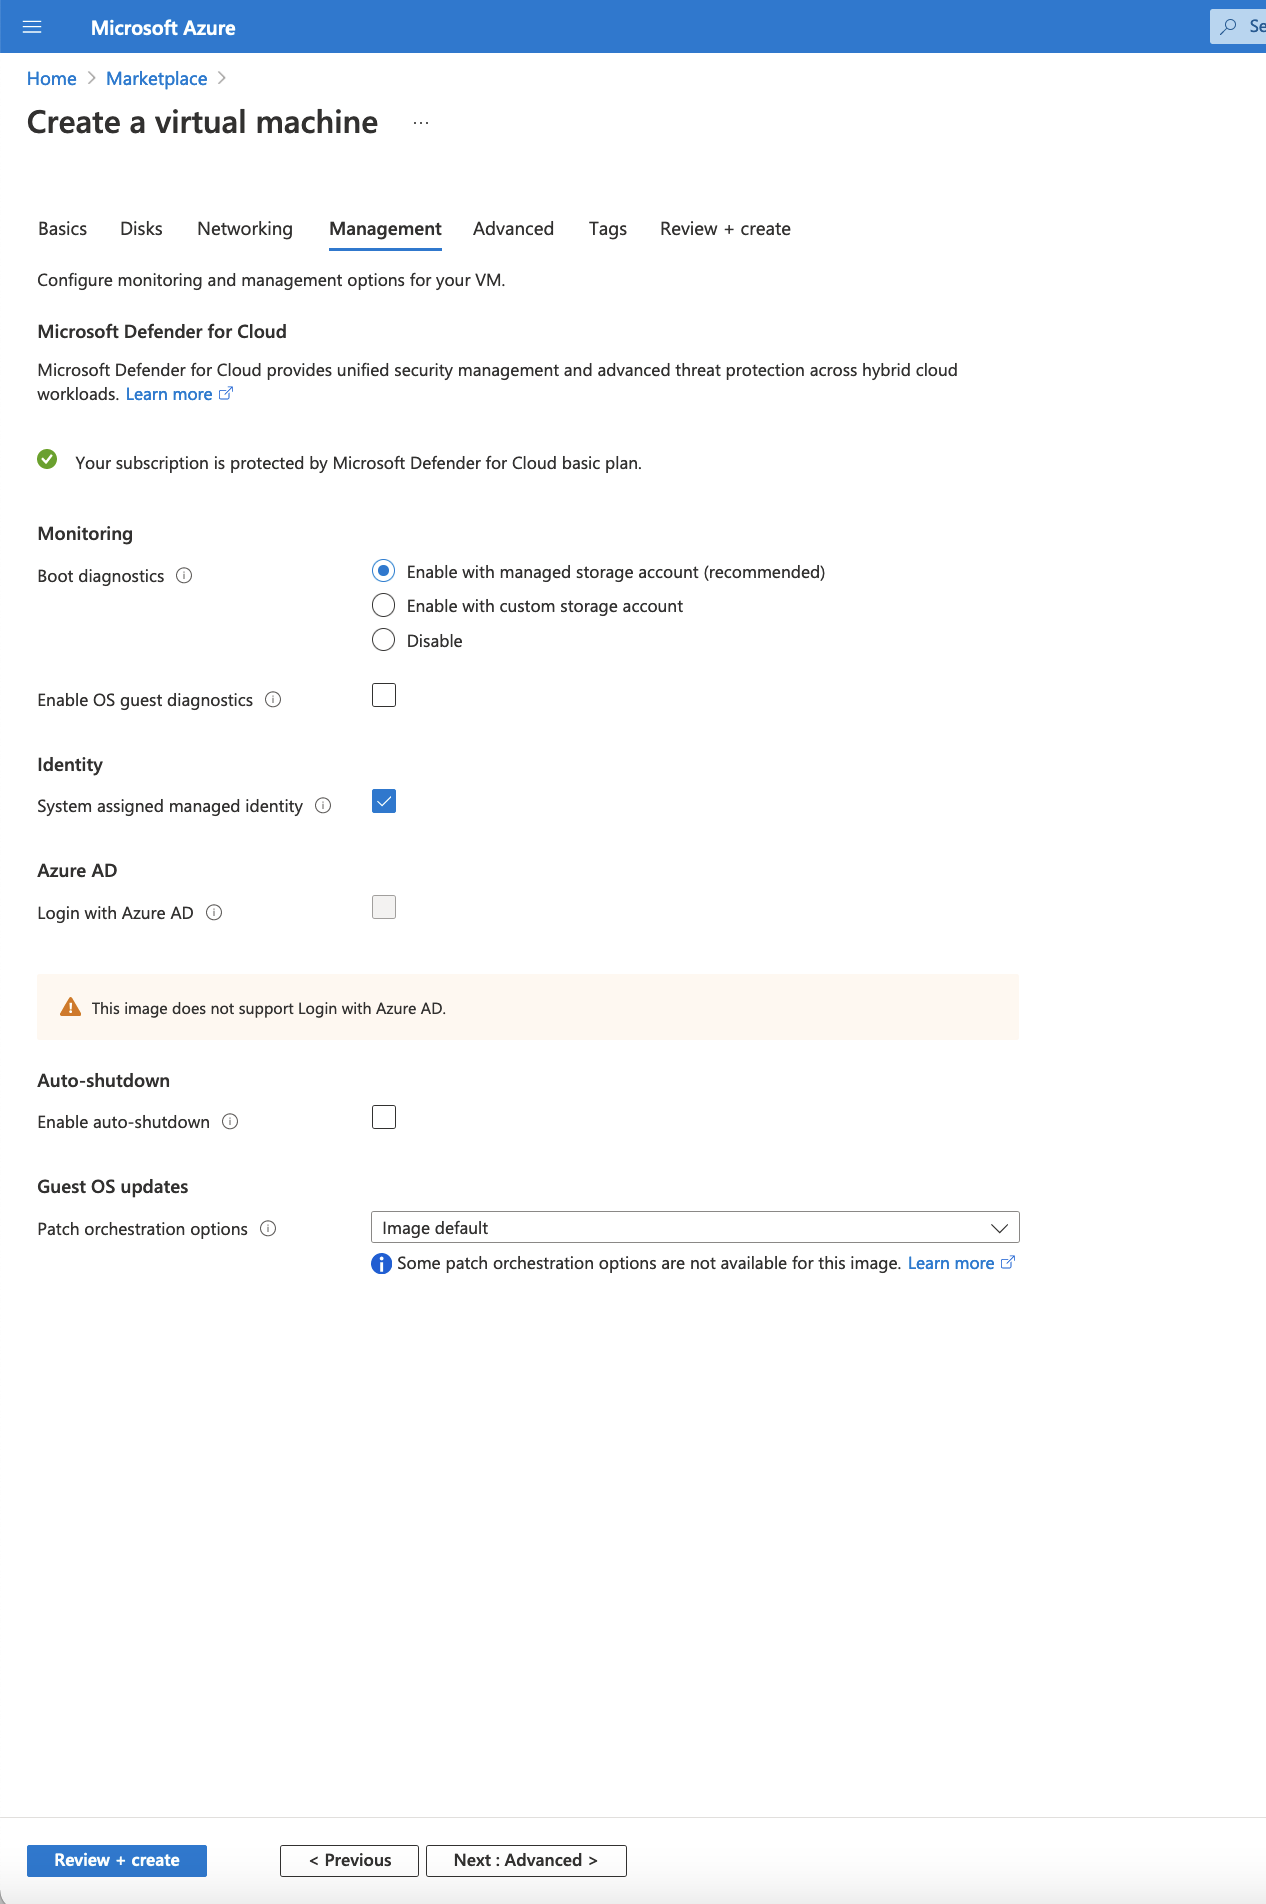 Microsoft Azure
Home > Marketplace >
Create a virtual machine ...
Basics Disks Networking Management Advanced Tags Review + create
Configure monitoring and management options for your VM.
Microsoft Defender for Cloud
Microsoft Defender for Cloud provides unified security management and advanced threat protection across hybrid cloud
workloads. Learn more
Your subscription is protected by Microsoft Defender for Cloud basic plan.
Monitoring
Boot diagnostics
Enable with managed storage account (recommended)
Enable with custom storage account
Disable
Enable OS guest diagnostics
Identity
System assigned managed identity
Azure AD
Login with Azure AD
This image does not support Login with Azure AD.
Auto-shutdown
Enable auto-shutdown
Guest OS updates
Patch orchestration options
Image default
Some patch orchestration options are not available for this image. Learn more
Review + create < Previous Next : Advanced >